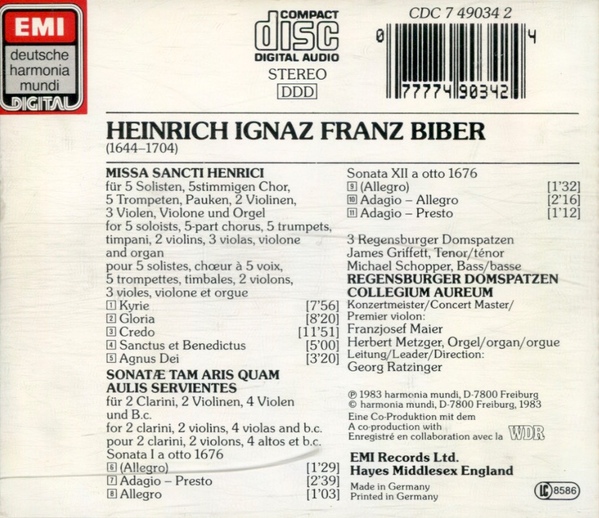 EMI
deutsche
harmonia
mundi
DIGITAL
COMPACT
disc
DIGITAL AUDIO
STEREO
DDD
CDC 7 49034 2
0 77774 90342 4
HEINRICH IGNAZ FRANZ BIBER
(1644–1704)
MISSA SANCTI HENRICI
für 5 Solisten, 5stimmigen Chor,
5 Trompeten, Pauken, 2 Violinen,
3 Violen, Violone und Orgel
for 5 soloists, 5-part chorus, 5 trumpets,
timpani, 2 violins, 3 violas, violone
and organ
pour 5 solistes, chœur à 5 voix,
5 trompettes, timbales, 2 violons,
3 violes, violone et orgue
1 Kyrie [7'56]
2 Gloria [8'20]
3 Credo [11'51]
4 Sanctus et Benedictus [5'00]
5 Agnus Dei [3'20]
SONATÆ TAM ARIS QUAM
AULIS SERVIENTES
für 2 Clarini, 2 Violinen, 4 Violen
und B.c.
for 2 clarini, 2 violins, 4 violas and b.c.
pour 2 clarini, 2 violons, 4 altos et b.c.
Sonata I a otto 1676
6 (Allegro) [1'29]
7 Adagio – Presto [2'39]
8 Allegro [1'03]
Sonata XII a otto 1676
9 (Allegro) [1'32]
10 Adagio – Allegro [2'16]
11 Adagio – Presto [1'12]
3 Regensburger Domspatzen
James Griffett, Tenor/ténor
Michael Schopper, Bass/basse
REGENSBURGER DOMSPATZEN
COLLEGIUM AUREUM
Konzertmeister/Concert Master/
Premier violon:
Franzjosef Maier
Herbert Metzger, Orgel/organ/orgue
Leitung/Leader/Direction:
Georg Ratzinger
℗ 1983 harmonia mundi, D-7800 Freiburg
© harmonia mundi, D-7800 Freiburg, 1983
Eine Co-Produktion mit dem
A co-production with
Enregistré en collaboration avec la WDR
EMI Records Ltd.
Hayes Middlesex England
Made in Germany
Printed in Germany
LC 8586